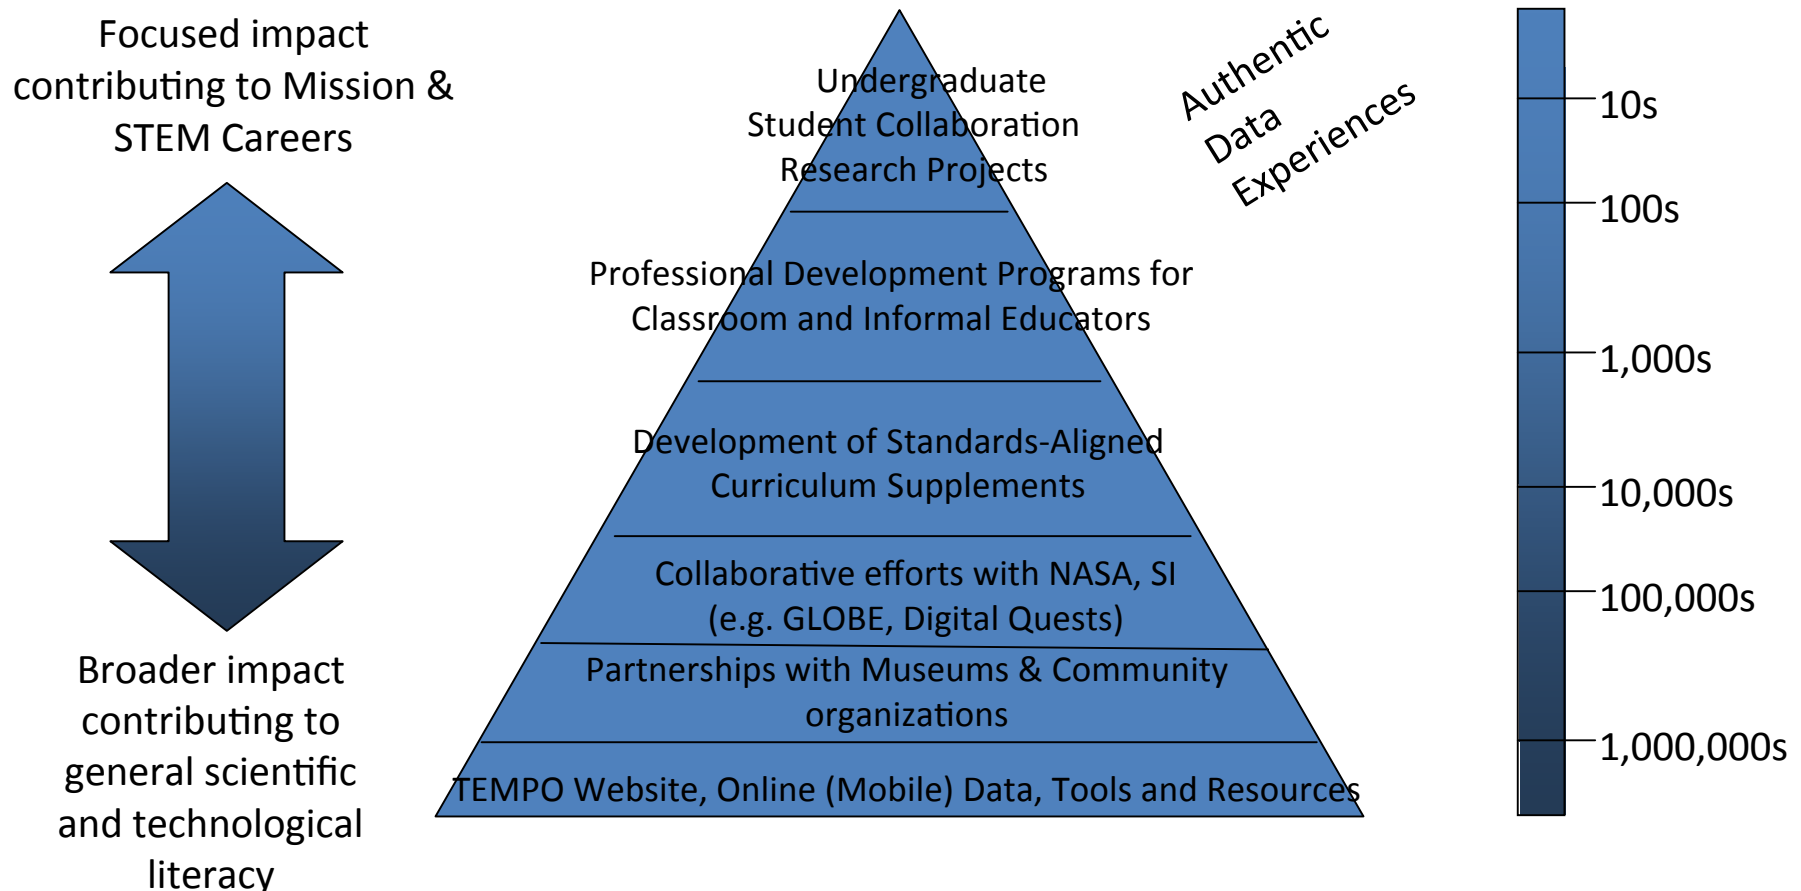 Focused impact
contributing to Mission &
STEM Careers
Broader impact
contributing to
general scientific
and technological
literacy
Undergraduate
Student Collaboration
Research Projects
Professional Development Programs for
Classroom and Informal Educators
Development of Standards-Aligned
Curriculum Supplements
Collaborative efforts with NASA, SI
(e.g. GLOBE, Digital Quests)
Partnerships with Museums & Community
organizations
TEMPO Website, Online (Mobile) Data, Tools and Resources
Authentic
Data
Experiences
10s
100s
1,000s
10,000s
100,000s
1,000,000s